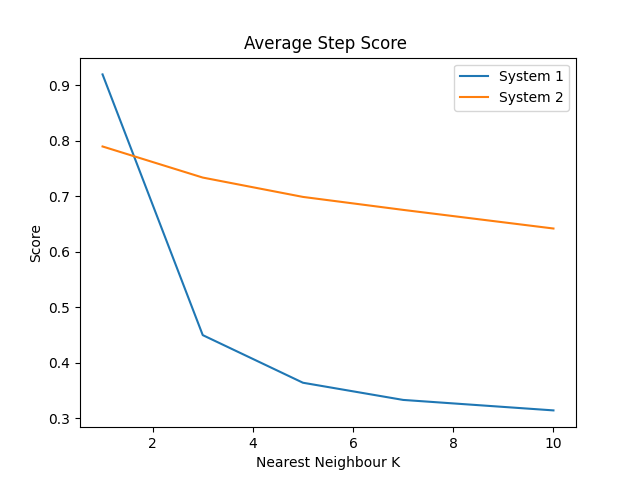 Average Step Score
System 1
System 2
Score
0.9
0.8
0.7
0.6
0.5
0.4
0.3
2 4 6 8 10
Nearest Neighbour K